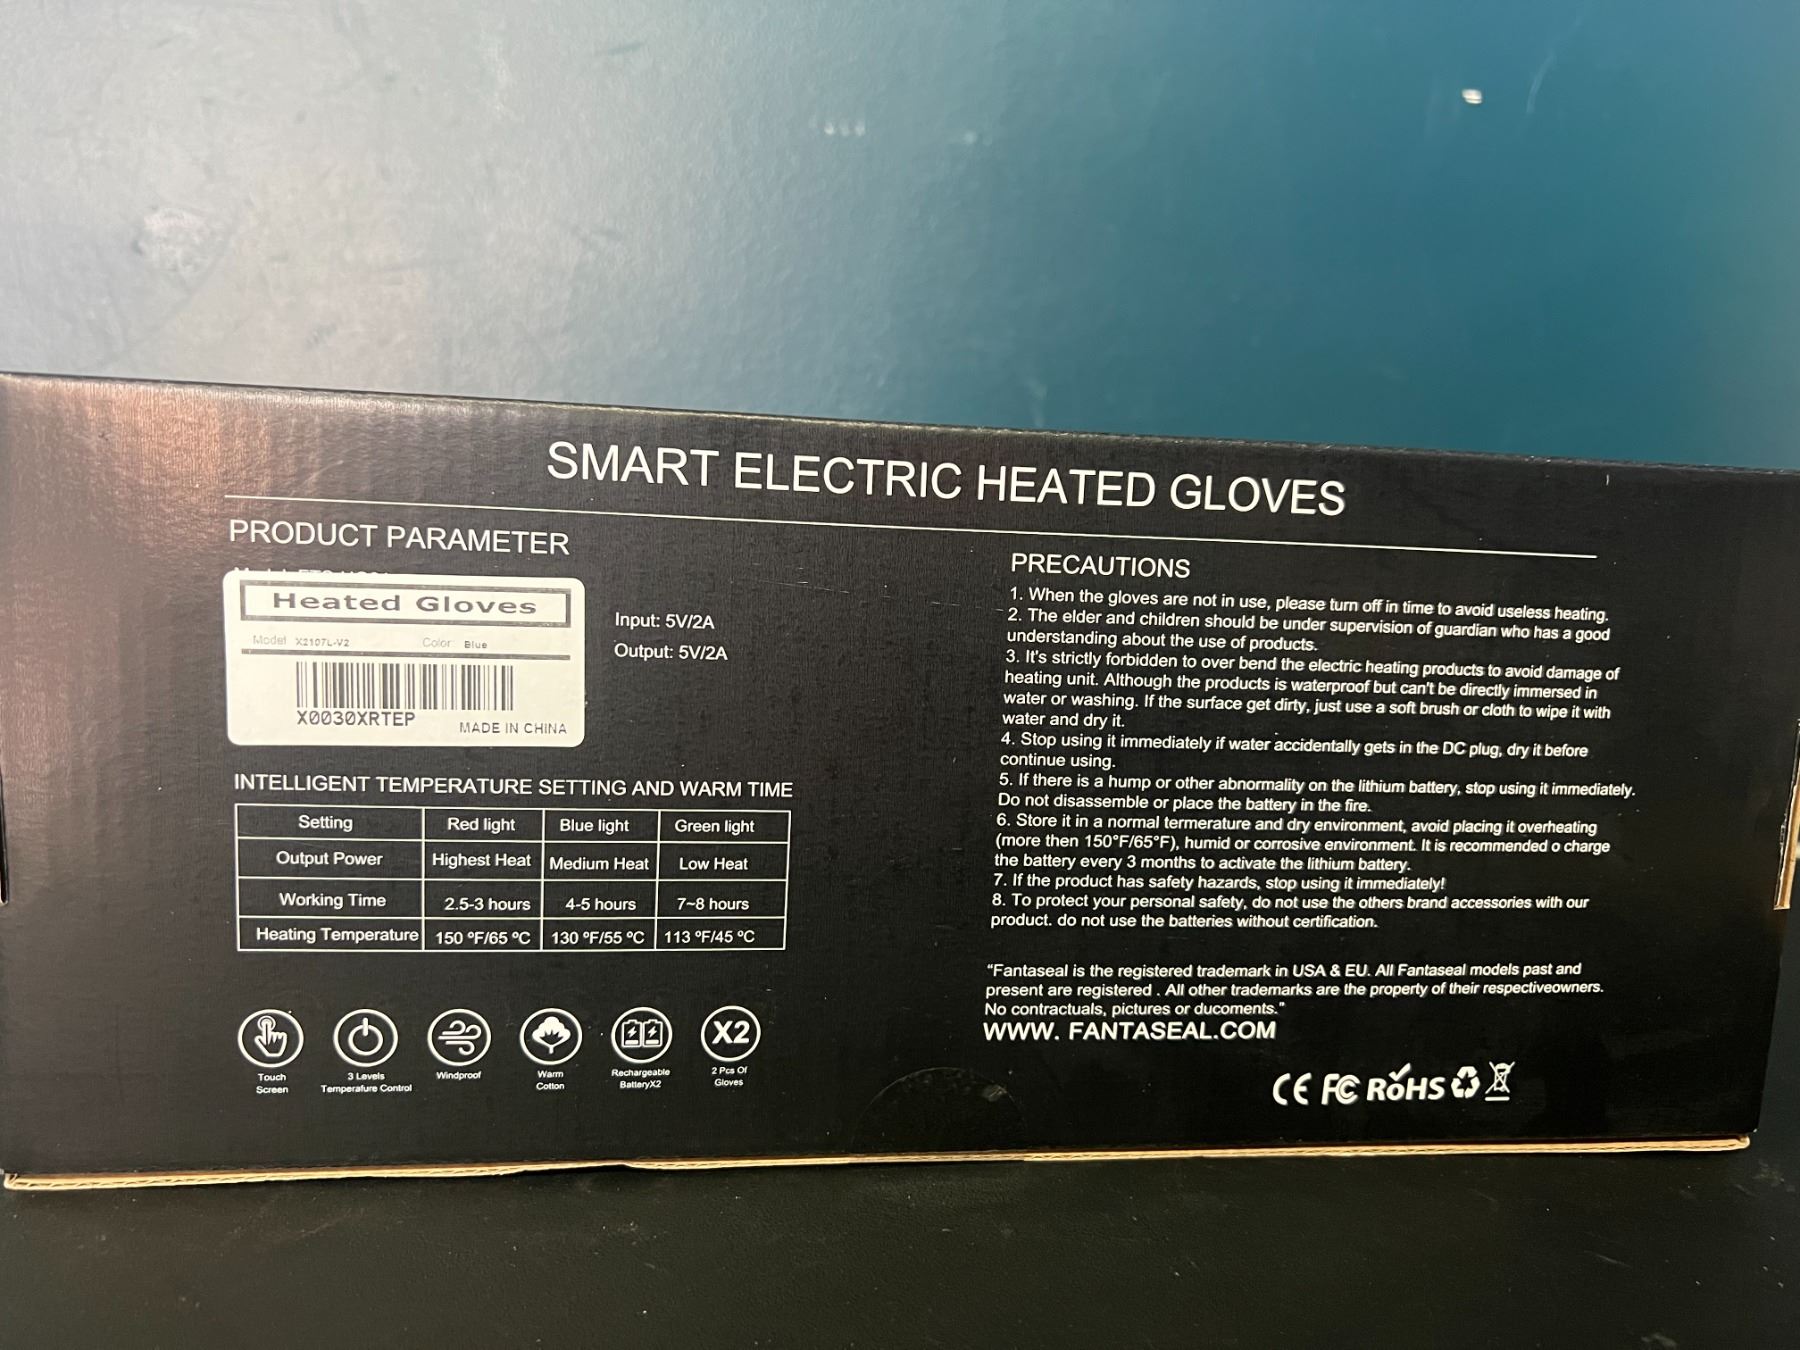 SMART ELECTRIC HEATED GLOVES
PRODUCT PARAMETER
Heated Gloves
Model X2107L-V2 Color Blue
X0030XRTEP
MADE IN CHINA
Input: 5V/2A
Output: 5V/2A
INTELLIGENT TEMPERATURE SETTING AND WARM TIME
Setting Red light Blue light Green light
Output Power Highest Heat Medium Heat Low Heat
Working Time 2.5-3 hours 4-5 hours 7~8 hours
Heating Temperature 150 ºF/65 ºC 130 ºF/55 ºC 113 ºF/45 ºC
Touch
Screen
3 Levels
Temperature Control
Windproof
Warm
Cotton
Rechargeable
BatteryX2
X2
2 Pcs Of
Gloves
PRECAUTIONS
1. When the gloves are not in use, please turn off in time to avoid useless heating.
2. The elder and children should be under supervision of guardian who has a good
understanding about the use of products.
3. It's strictly forbidden to over bend the electric heating products to avoid damage of
heating unit. Although the products is waterproof but can't be directly immersed in
water or washing. If the surface get dirty, just use a soft brush or cloth to wipe it with
water and dry it.
4. Stop using it immediately if water accidentally gets in the DC plug, dry it before
continue using.
5. If there is a hump or other abnormality on the lithium battery, stop using it immediately.
Do not disassemble or place the battery in the fire.
6. Store it in a normal termerature and dry environment, avoid placing it overheating
(more then 150°F/65°F), humid or corrosive environment. It is recommended o charge
the battery every 3 months to activate the lithium battery.
7. If the product has safety hazards, stop using it immediately!
8. To protect your personal safety, do not use the others brand accessories with our
product. do not use the batteries without certification.
"Fantaseal is the registered trademark in USA & EU. All Fantaseal models past and
present are registered . All other trademarks are the property of their respectiveowners.
No contractuals, pictures or ducoments."
WWW. FANTASEAL.COM
CE FC RoHS